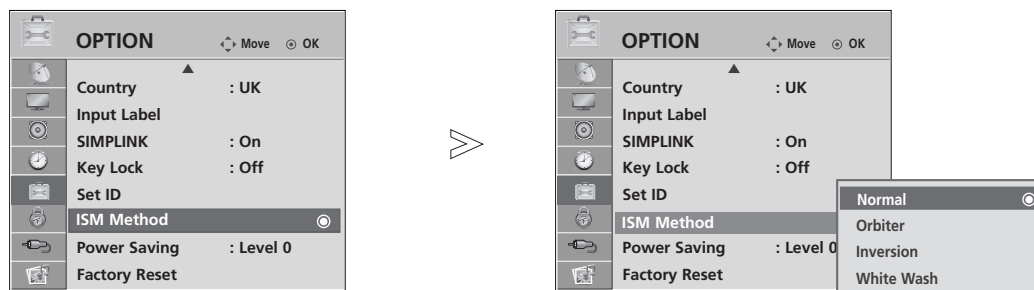 OPTION
Move
OK
Country : UK
Input Label
SIMPLINK : On
Key Lock : Off
Set ID
ISM Method
Power Saving : Level 0
Factory Reset
OPTION
Move
OK
Country : UK
Input Label
SIMPLINK : On
Key Lock : Off
Set ID
ISM Method
Power Saving : Level 0
Factory Reset
Normal
Orbiter
Inversion
White Wash